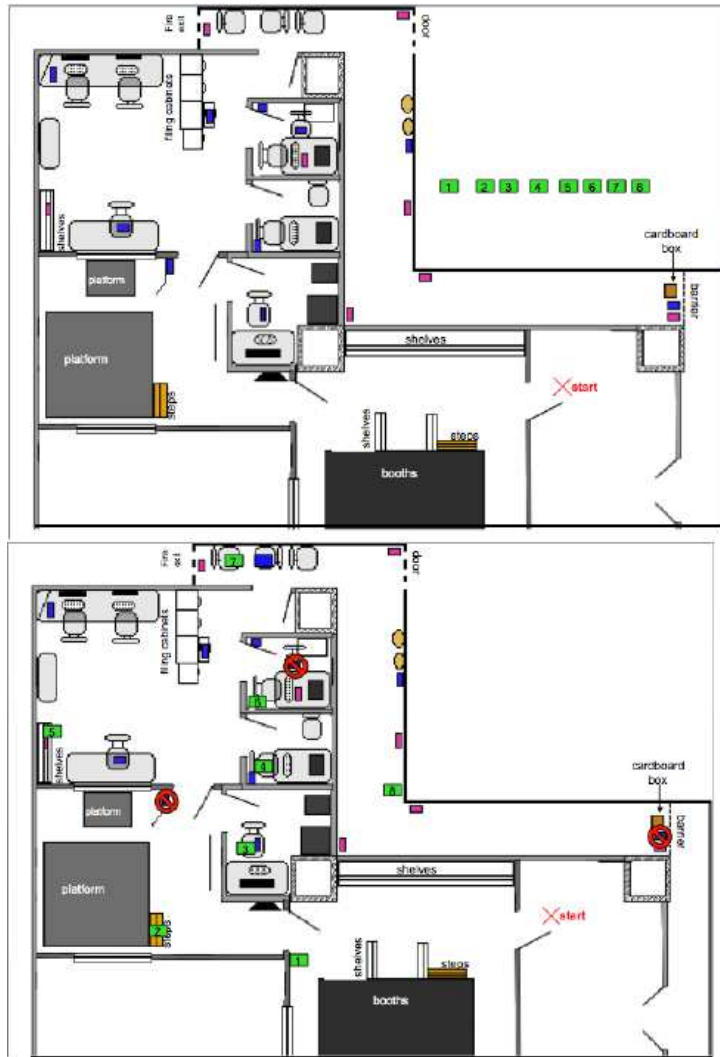 Fire
exit
door
filing cabinets
1 2 3 4 5 6 7 8
shelves
cardboard
box
platform
barrier
platform
shelves
start
steps
shelves
steps
booths
Fire
exit
7
door
filing cabinets
5
shelves
4
cardboard
box
platform
barrier
3
platform
shelves
start
2
steps
1
shelves
steps
booths